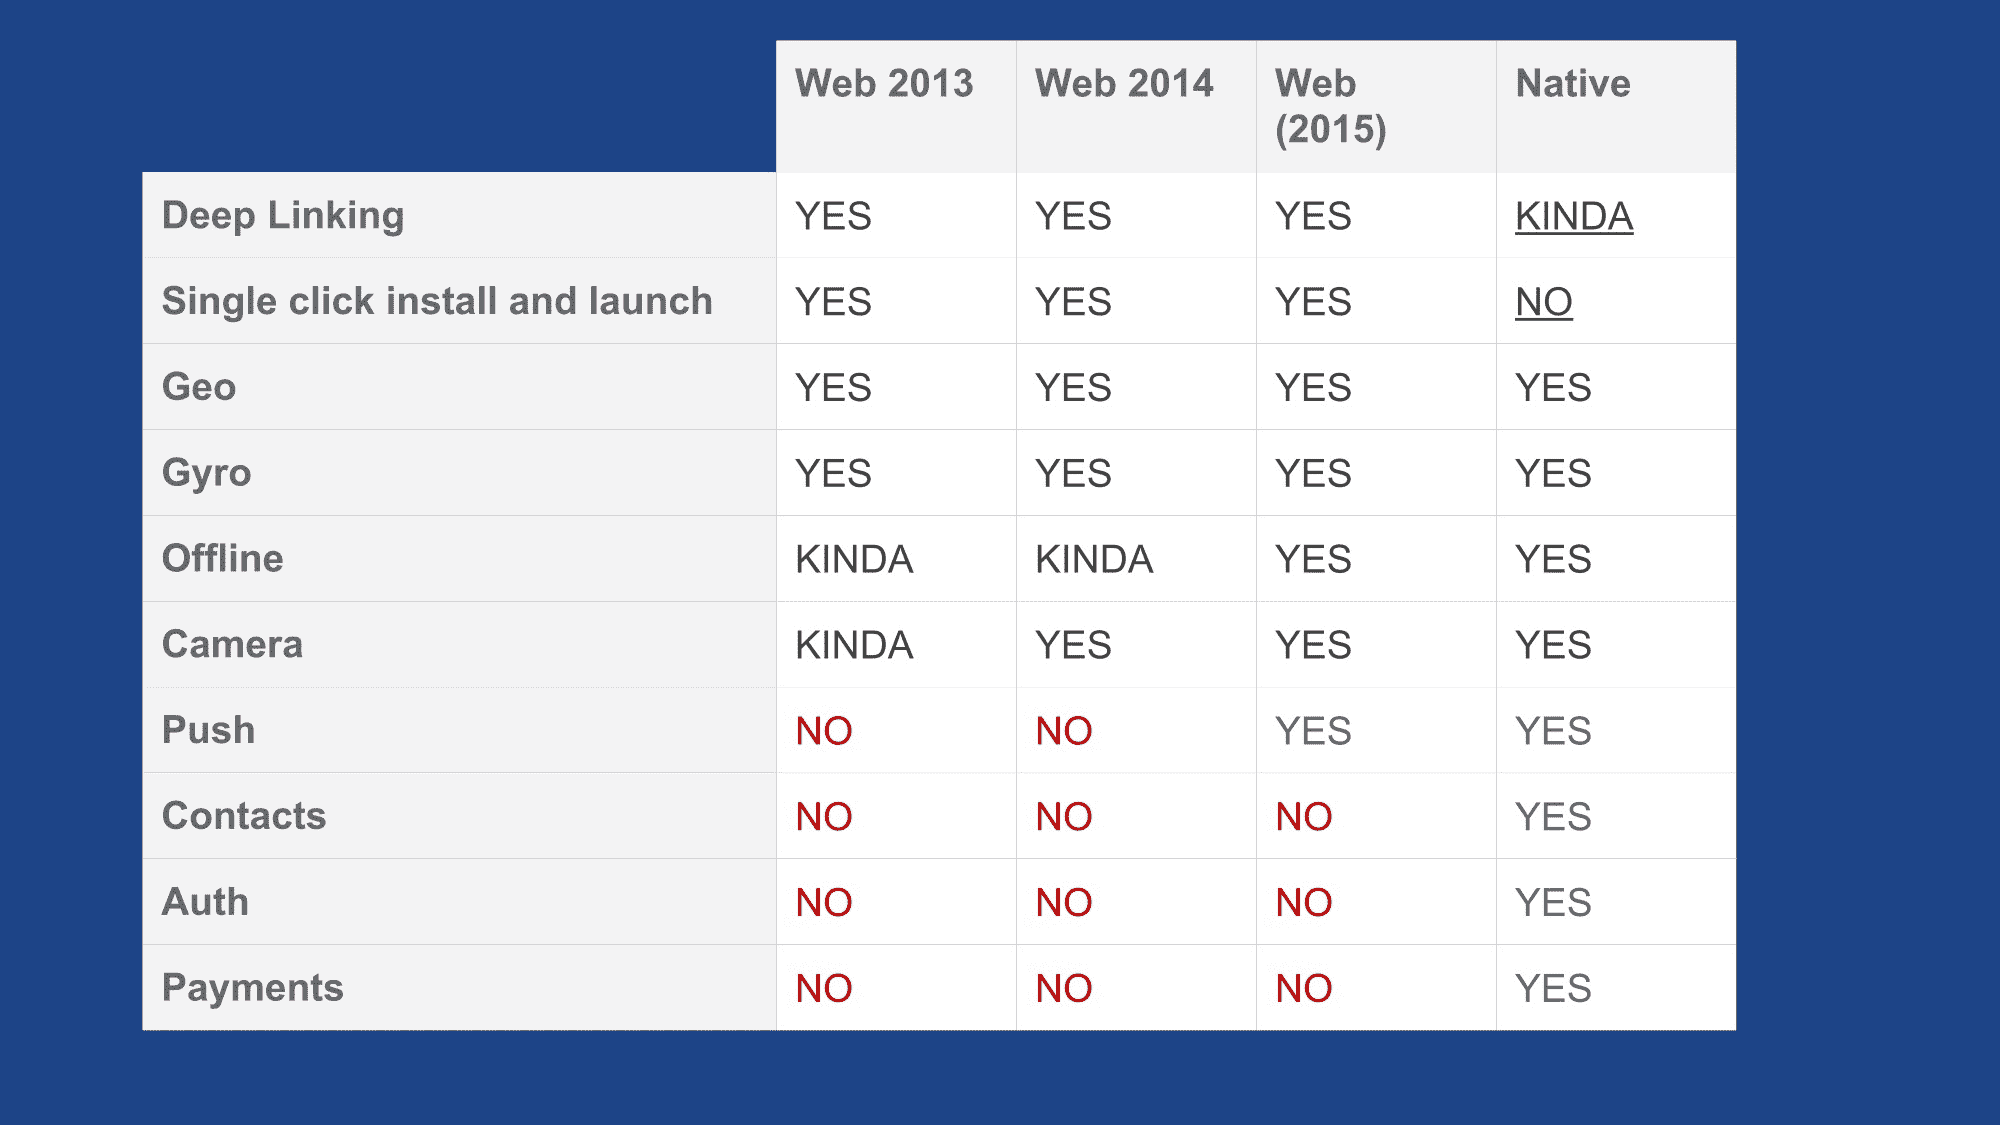 Web 2013 Web 2014 Web (2015) Native
Deep Linking YES YES YES KINDA
Single click install and launch YES YES YES NO
Geo YES YES YES YES
Gyro YES YES YES YES
Offline KINDA KINDA YES YES
Camera KINDA YES YES YES
Push NO NO YES YES
Contacts NO NO NO YES
Auth NO NO NO YES
Payments NO NO NO YES